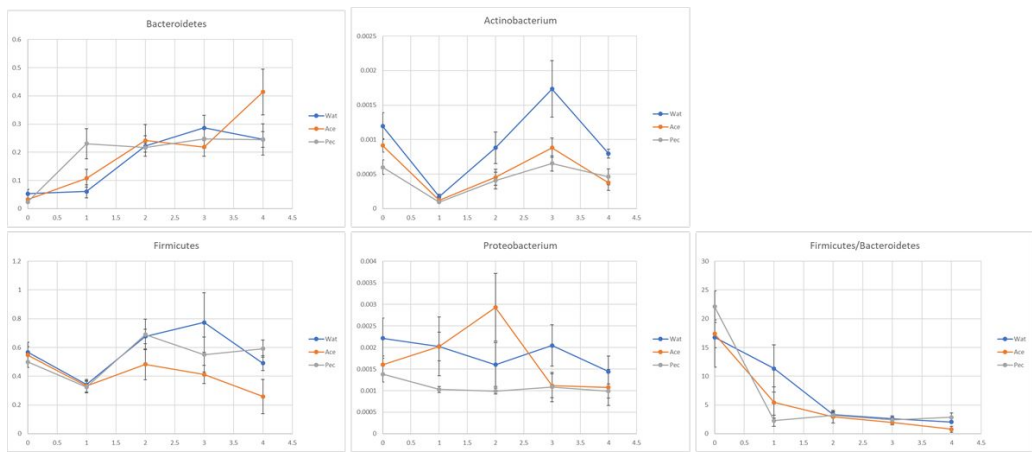 Bacteroidetes
0.6
0.5
0.4
0.3
0.2
0.1
0
0 0.5 1 1.5 2 2.5 3 3.5 4 4.5
Wat
Ace
Pec
Actinobacterium
0.0025
0.002
0.0015
0.001
0.0005
0
0 0.5 1 1.5 2 2.5 3 3.5 4 4.5
Wat
Ace
Pec
Firmicutes
1.2
1
0.8
0.6
0.4
0.2
0
0 0.5 1 1.5 2 2.5 3 3.5 4 4.5
Wat
Ace
Pec
Proteobacterium
0.004
0.0035
0.003
0.0025
0.002
0.0015
0.001
0.0005
0
0 0.5 1 1.5 2 2.5 3 3.5 4 4.5
Wat
Ace
Pec
Firmicutes/Bacteroidetes
30
25
20
15
10
5
0
0 0.5 1 1.5 2 2.5 3 3.5 4 4.5
Wat
Ace
Pec